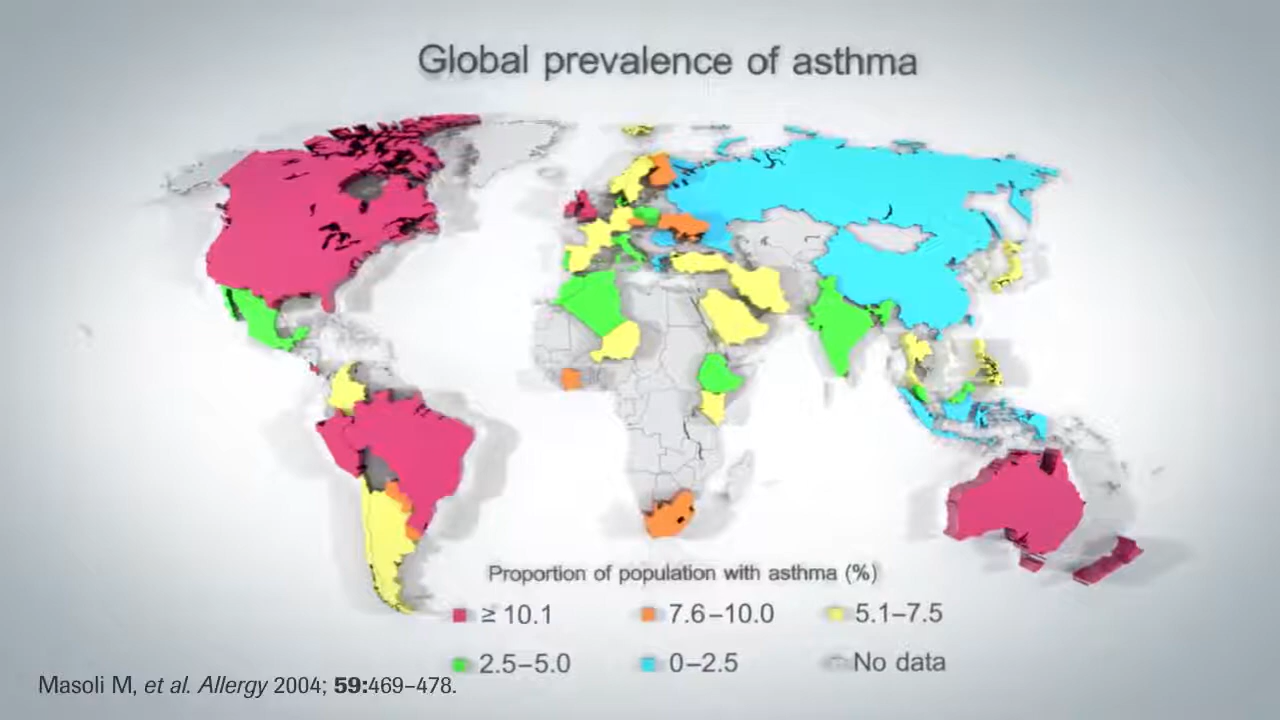 Global prevalence of asthma
Proportion of population with asthma (%)
≥ 10.1 7.6–10.0 5.1–7.5
2.5–5.0 0–2.5 No data
Masoli M, et al. Allergy 2004; 59:469–478.